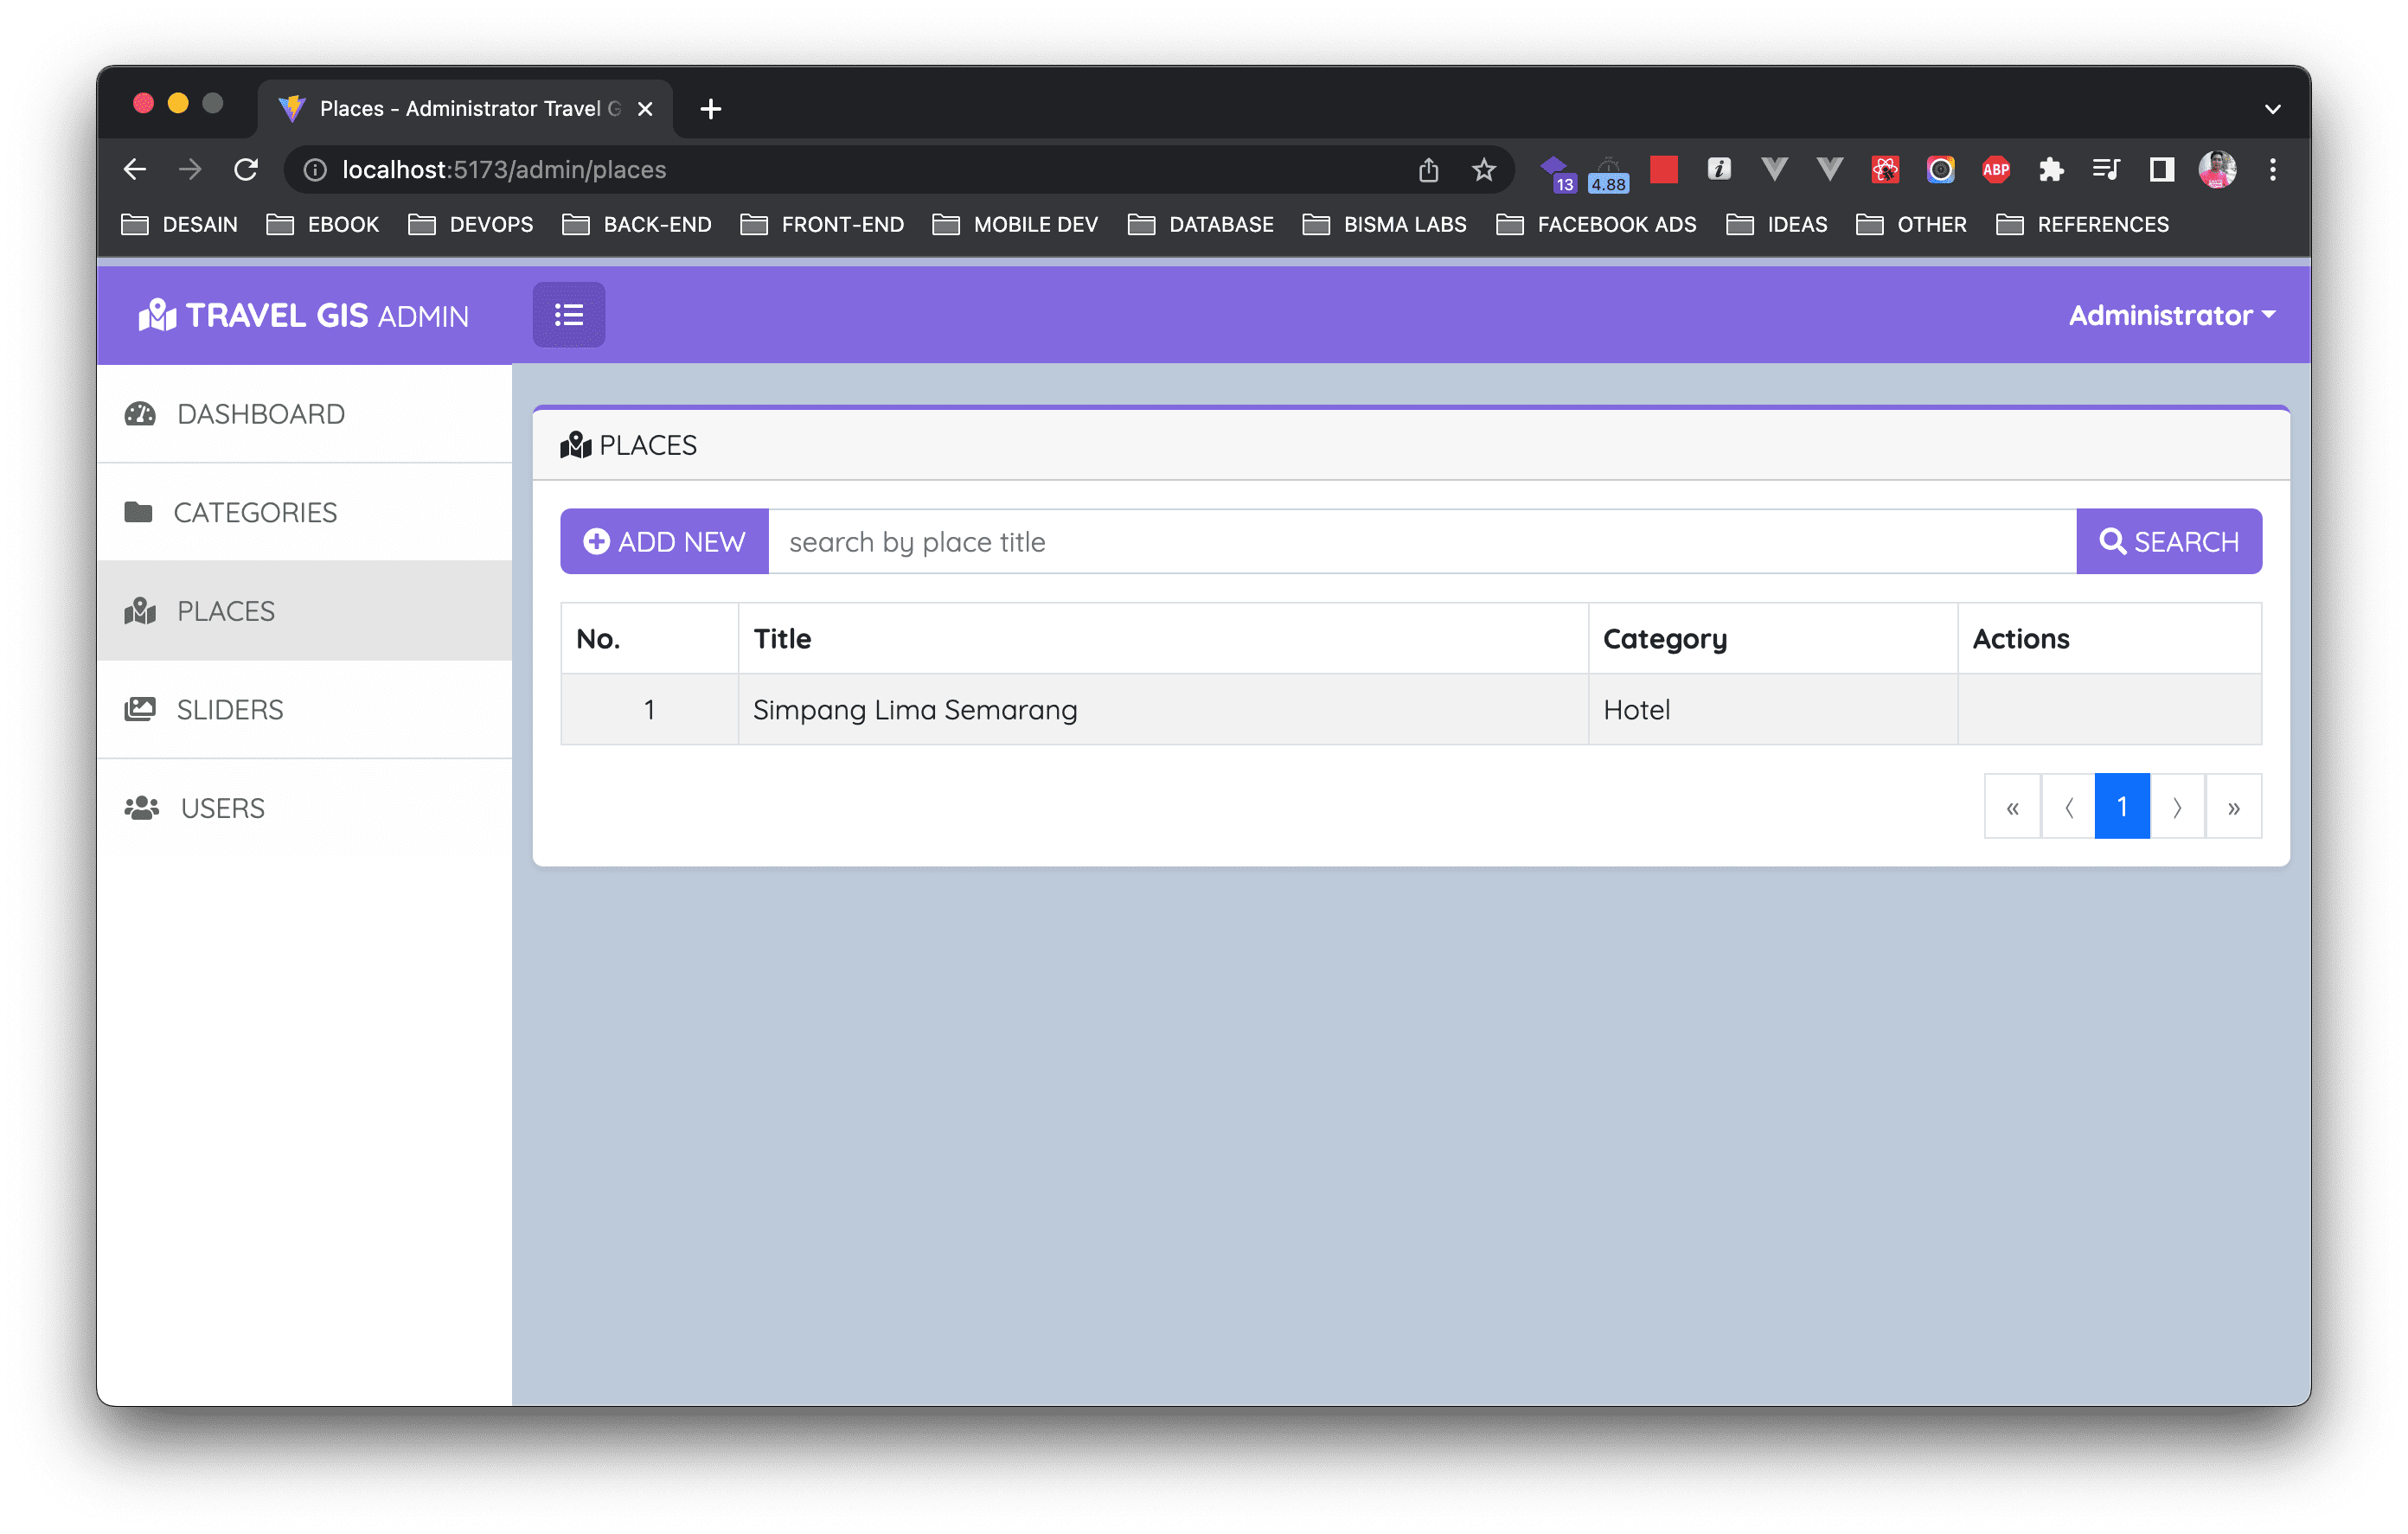 Places - Administrator Travel G
localhost:5173/admin/places
13
4.88
ABP
DESAIN EBOOK DEVOPS BACK-END FRONT-END MOBILE DEV DATABASE BISMA LABS FACEBOOK ADS IDEAS OTHER REFERENCES
TRAVEL GIS ADMIN
Administrator
DASHBOARD
CATEGORIES
PLACES
SLIDERS
USERS
PLACES
ADD NEW search by place title SEARCH
No. Title Category Actions
1 Simpang Lima Semarang Hotel
« ‹ 1 › »